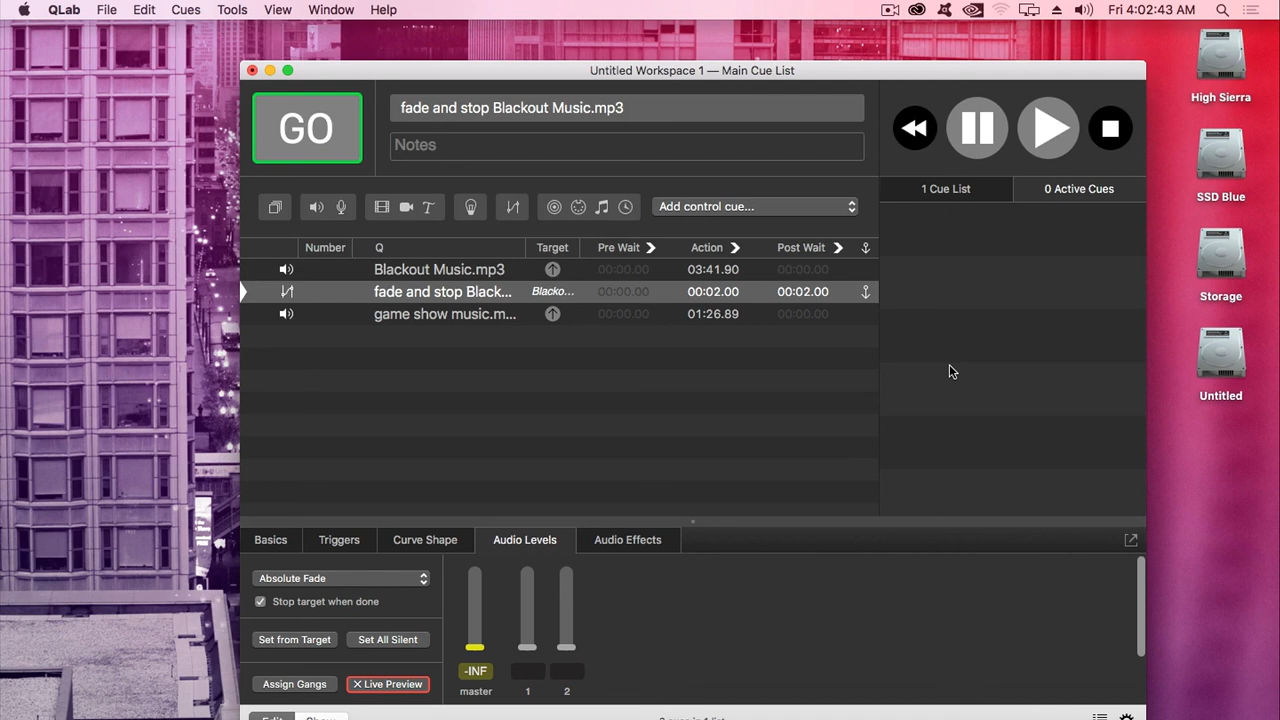 QLab File Edit Cues Tools View Window Help Fri 4:02:43 AM
High Sierra
SSD Blue
Storage
Untitled
Untitled Workspace 1 — Main Cue List
GO
fade and stop Blackout Music.mp3
Notes
1 Cue List 0 Active Cues
T
Add control cue...
Number Q Target Pre Wait Action Post Wait
Blackout Music.mp3 00:00.00 03:41.90 00:00.00
fade and stop Black... Blacko... 00:00.00 00:02.00 00:02.00
game show music.m... 00:00.00 01:26.89 00:00.00
Basics Triggers Curve Shape Audio Levels Audio Effects
Absolute Fade
Stop target when done
Set from Target Set All Silent
Assign Gangs X Live Preview
-INF
master 1 2